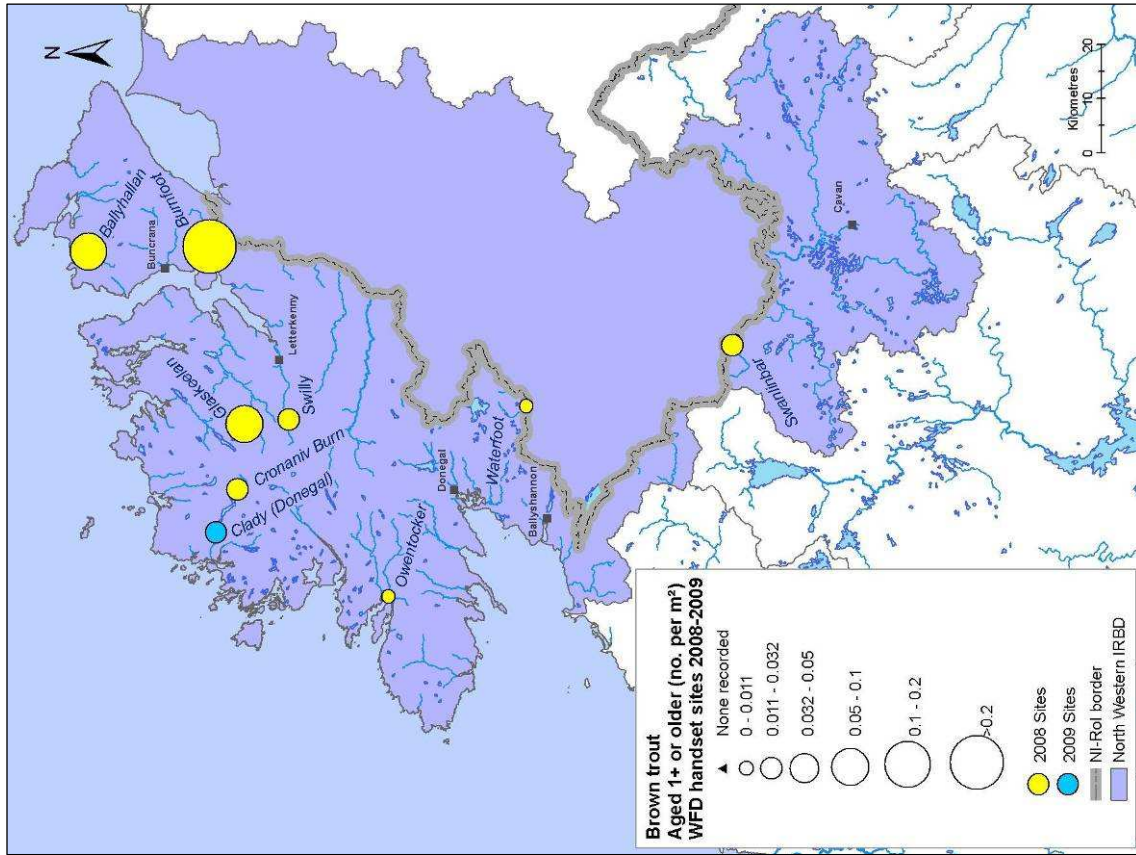 N
Ballyhallan
Buncrana
Burnfoot
Glaskeelan
Letterkenny
Swilly
Cronaniv Burn
Clady (Donegal)
Donegal
Waterfoot
Owentocker
Ballyshannon
Swanlinbar
Cavan
Kilometres
0 10 20
Brown trout
Aged 1+ or older (no. per m²)
WFD handset sites 2008-2009
None recorded
0 - 0.011
0.011 - 0.032
0.032 - 0.05
0.05 - 0.1
0.1 - 0.2
>0.2
2008 Sites
2009 Sites
NI-RoI border
North Western IRBD